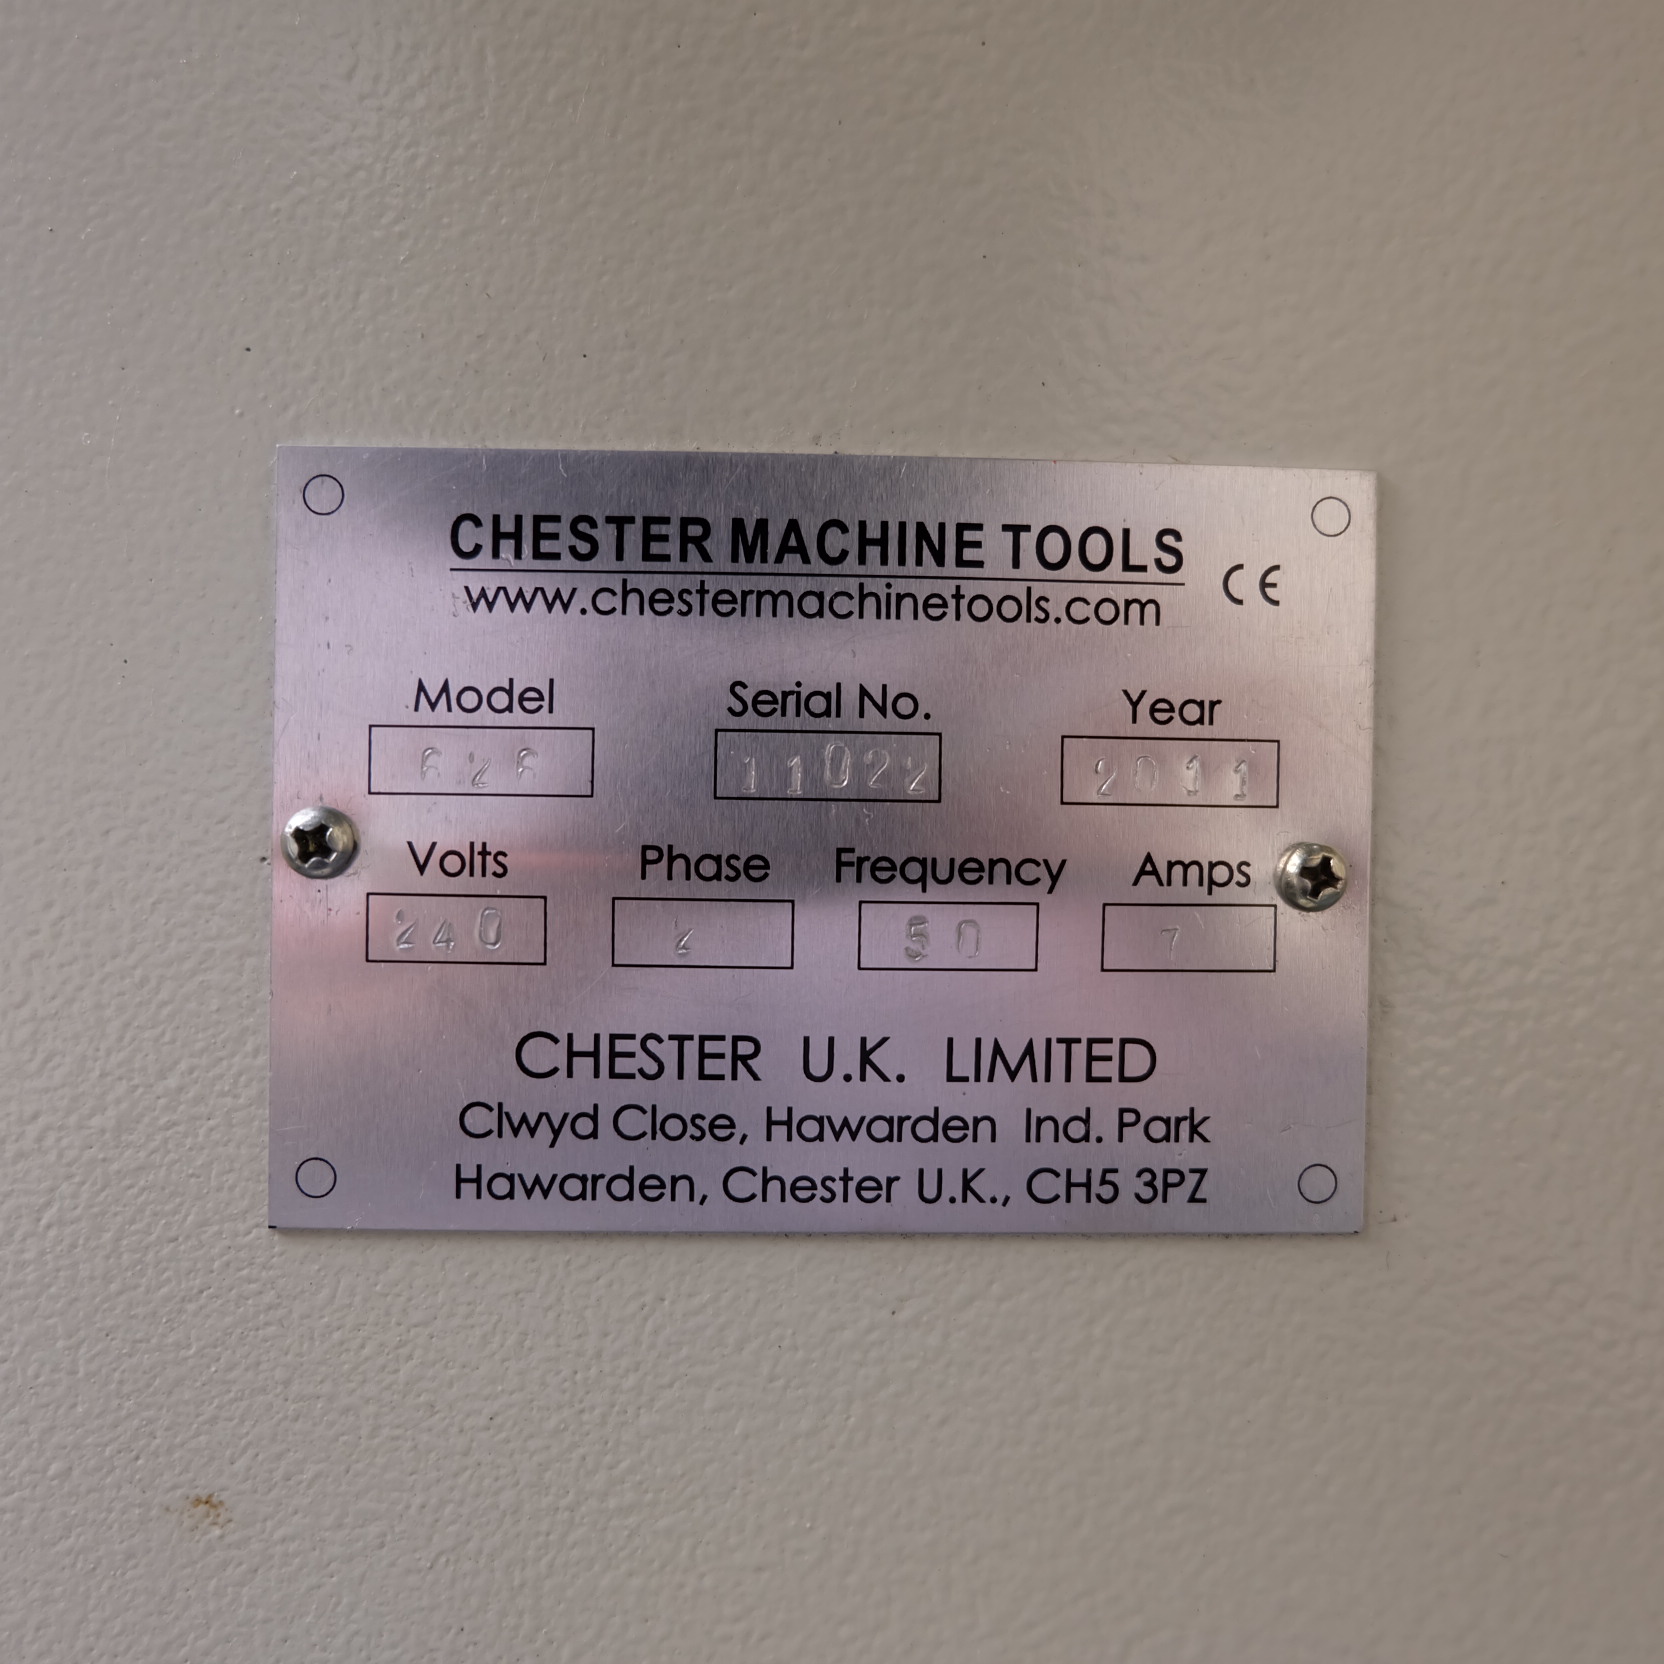 CHESTER MACHINE TOOLS
www.chestermachinetools.com CE
Model Serial No. Year
626 11022 2011
Volts Phase Frequency Amps
240 2 50 7
CHESTER U.K. LIMITED
Clwyd Close, Hawarden Ind. Park
Hawarden, Chester U.K., CH5 3PZ